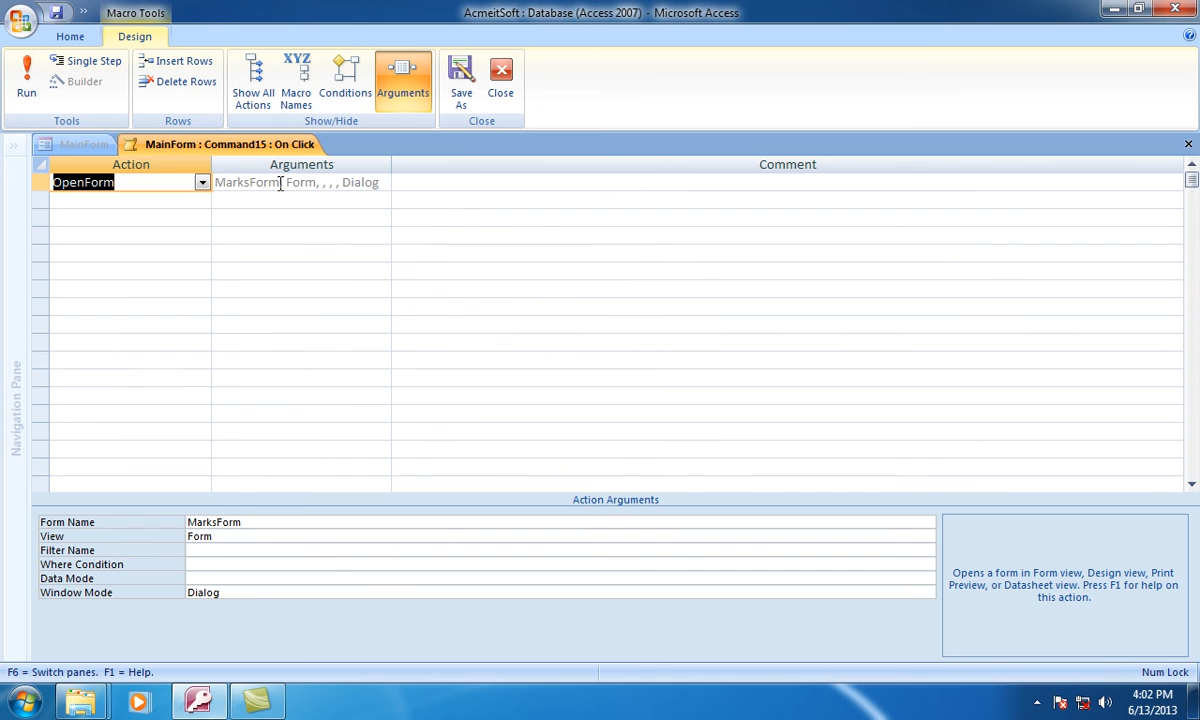 Macro Tools
AcmeitSoft : Database (Access 2007) - Microsoft Access
Home
Design
Run
Single Step
Builder
Tools
Insert Rows
Delete Rows
Rows
Show All Actions
Macro Names
Conditions
Arguments
Show/Hide
Save As
Close
Close
MainForm
MainForm : Command15 : On Click
Action
Arguments
Comment
OpenForm
MarksForm, Form, , , , Dialog
Navigation Pane
Action Arguments
Form Name
MarksForm
View
Form
Filter Name
Where Condition
Data Mode
Window Mode
Dialog
Opens a form in Form view, Design view, Print
Preview, or Datasheet view. Press F1 for help on
this action.
F6 = Switch panes. F1 = Help.
Num Lock
4:02 PM
6/13/2013